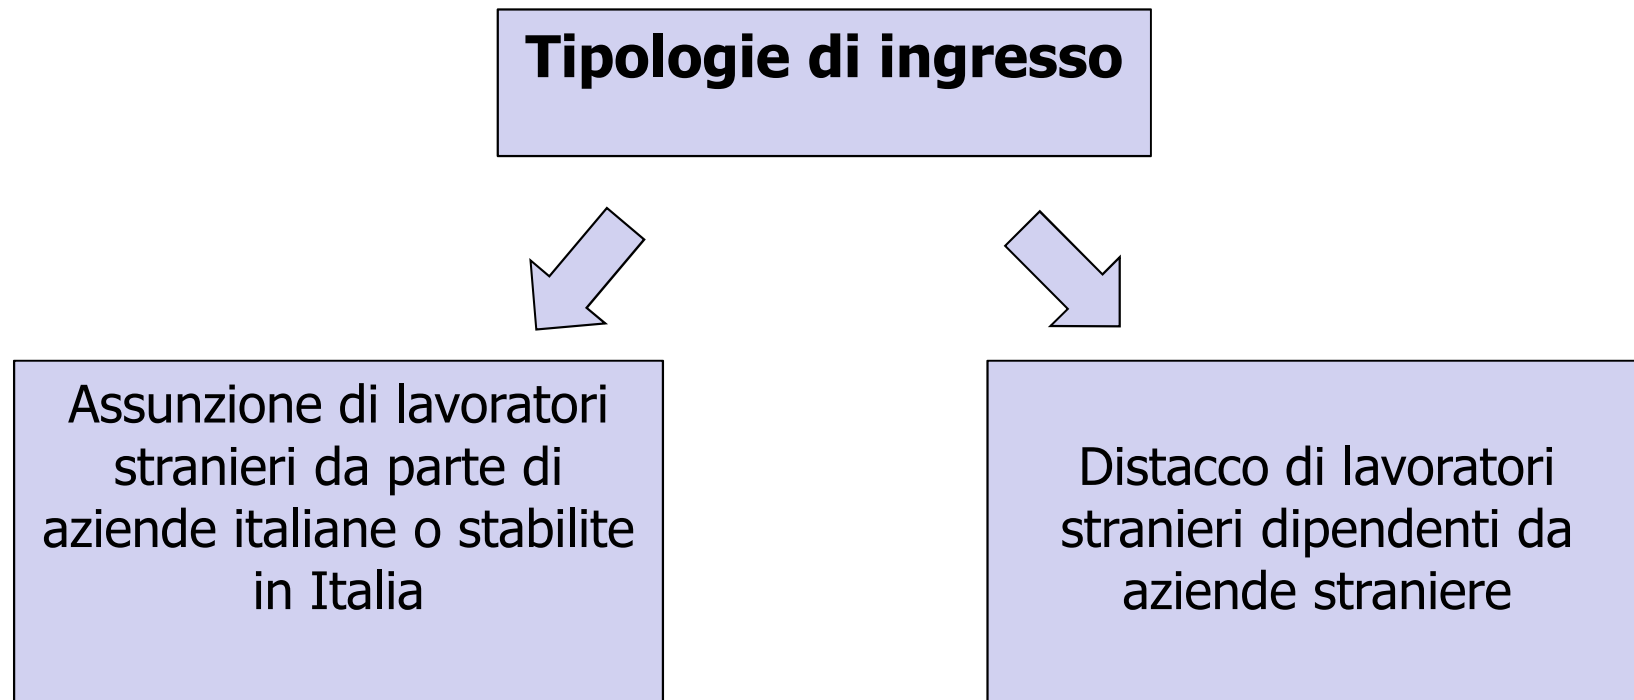 Tipologie di ingresso
Assunzione di lavoratori
stranieri da parte di
aziende italiane o stabilite
in Italia
Distacco di lavoratori
stranieri dipendenti da
aziende straniere